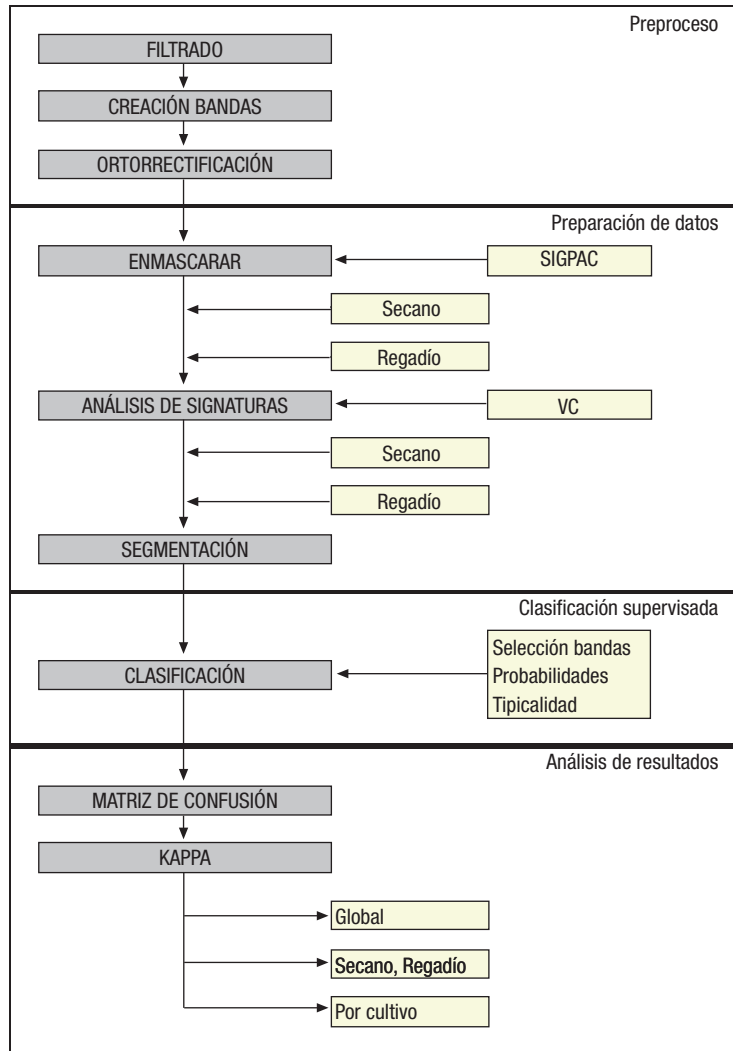 Preproceso
FILTRADO
CREACIÓN BANDAS
ORTORRECTIFICACIÓN
Preparación de datos
ENMASCARAR
SIGPAC
Secano
Regadío
ANÁLISIS DE SIGNATURAS
VC
Secano
Regadío
SEGMENTACIÓN
Clasificación supervisada
Selección bandas
Probabilidades
Tipicalidad
CLASIFICACIÓN
Análisis de resultados
MATRIZ DE CONFUSIÓN
KAPPA
Global
Secano, Regadío
Por cultivo